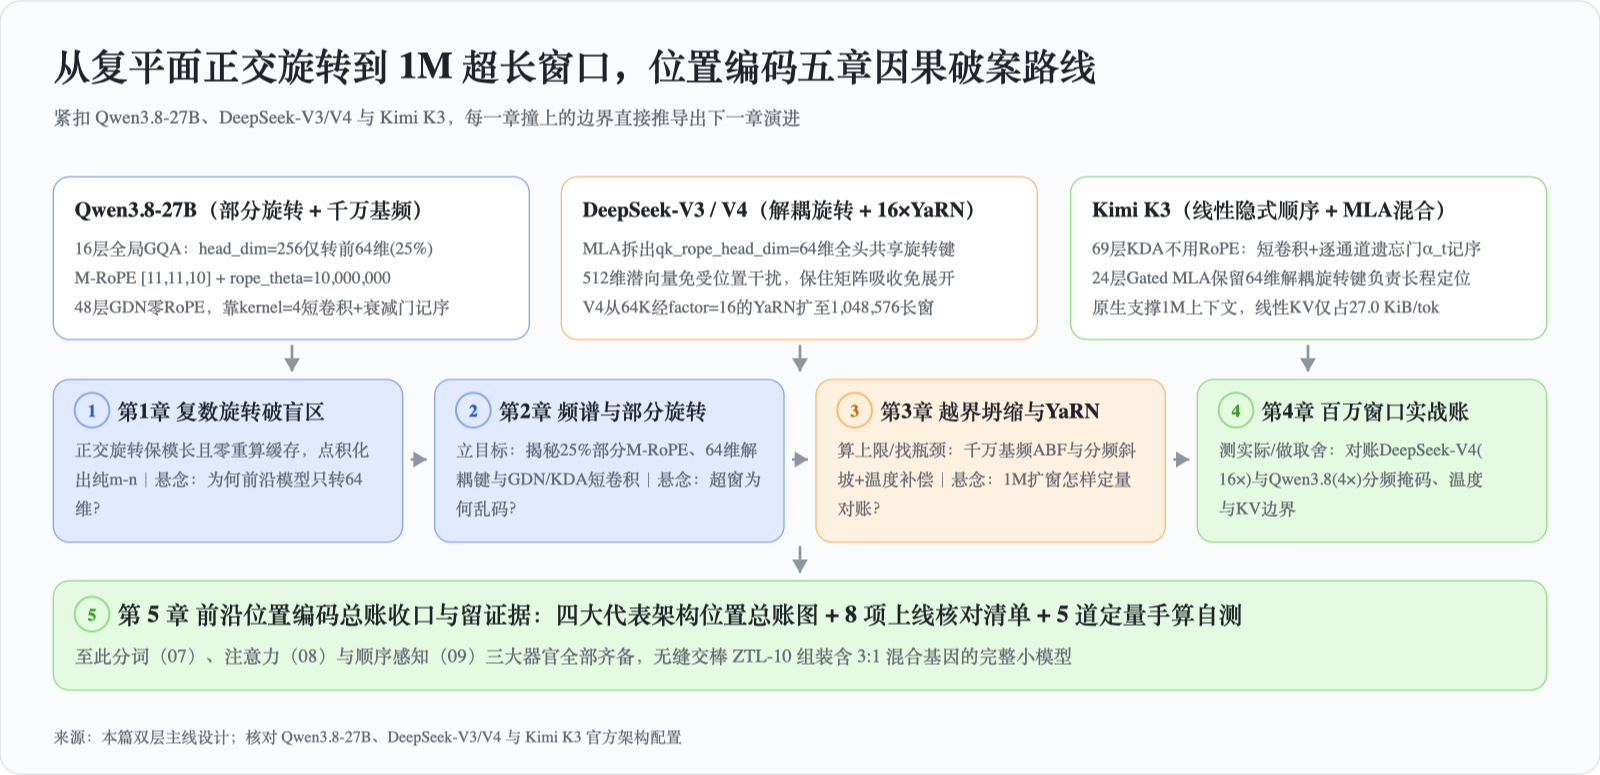 从复平面正交旋转到 1M 超长窗口，位置编码五章因果破案路线
紧扣 Qwen3.8-27B、DeepSeek-V3/V4 与 Kimi K3，每一章撞上的边界直接推导出下一章演进
Qwen3.8-27B（部分旋转 + 千万基频）
16层全局GQA：head_dim=256仅转前64维(25%)
M-RoPE [11,11,10] + rope_theta=10,000,000
48层GDN零RoPE，靠kernel=4短卷积+衰减门记序
DeepSeek-V3 / V4（解耦旋转 + 16×YaRN）
MLA拆出qk_rope_head_dim=64维全头共享旋转键
512维潜向量免受位置干扰，保住矩阵吸收免展开
V4从64K经factor=16的YaRN扩至1,048,576长窗
Kimi K3（线性隐式顺序 + MLA混合）
69层KDA不用RoPE：短卷积+逐通道遗忘门α_t记序
24层Gated MLA保留64维解耦旋转键负责长程定位
原生支撑1M上下文，线性KV仅占27.0 KiB/tok
1 第1章 复数旋转破盲区
正交旋转保模长且零重算缓存，点积化
出纯m-n｜悬念：为何前沿模型只转64
维？
2 第2章 频谱与部分旋转
立目标：揭秘25%部分M-RoPE、64维解
耦键与GDN/KDA短卷积｜悬念：超窗为
何乱码？
3 第3章 越界坍缩与YaRN
算上限/找瓶颈：千万基频ABF与分频斜
坡+温度补偿｜悬念：1M扩窗怎样定量
对账？
4 第4章 百万窗口实战账
测实际/做取舍：对账DeepSeek-V4(
16×)与Qwen3.8(4×)分频掩码、温度
与KV边界
5 第 5 章 前沿位置编码总账收口与留证据：四大代表架构位置总账图 + 8 项上线核对清单 + 5 道定量手算自测
至此分词（07）、注意力（08）与顺序感知（09）三大器官全部齐备，无缝交棒 ZTL-10 组装含 3:1 混合基因的完整小模型
来源：本篇双层主线设计；核对 Qwen3.8-27B、DeepSeek-V3/V4 与 Kimi K3 官方架构配置